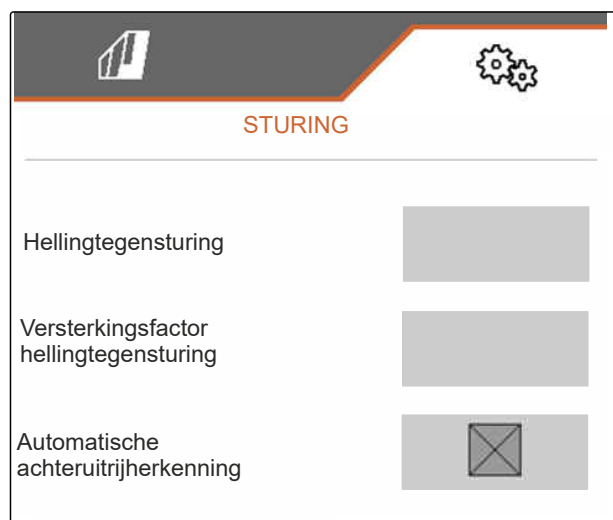 STURING
Hellingtegensturing
Versterkingsfactor
hellingtegensturing
Automatische
achteruitrijherkenning